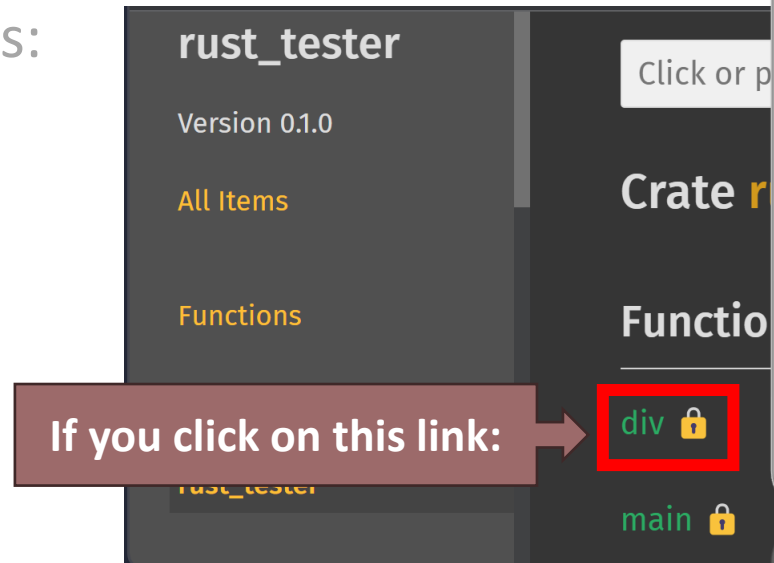 s:
rust_tester
Version 0.1.0
All Items
Functions
If you click on this link:
rust_tester
Click or p
Crate r
Functio
div
main